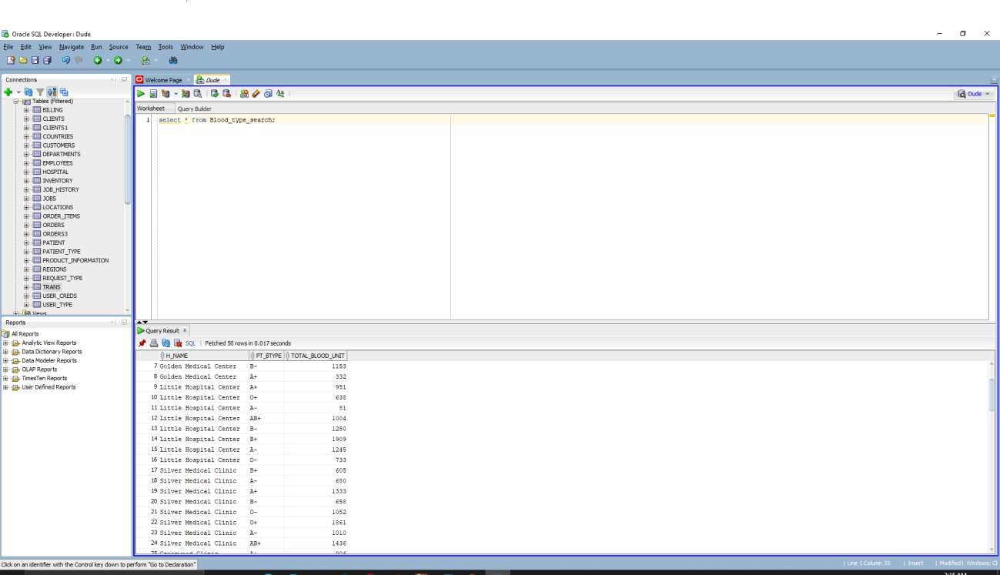 Oracle SQL Developer : Dude
File Edit View Navigate Run Source Team Tools Window Help
Connections
Welcome Page
Dude
Tables (Filtered)
Dude
BILLING
Worksheet Query Builder
CLIENTS
1 select * from Blood_type_search;
CLIENTS1
COUNTRIES
CUSTOMERS
DEPARTMENTS
EMPLOYEES
HOSPITAL
INVENTORY
JOB_HISTORY
JOBS
LOCATIONS
ORDER_ITEMS
ORDERS
ORDERS3
PATIENT
PATIENT_TYPE
PRODUCT_INFORMATION
REGIONS
REQUEST_TYPE
TRANS
USER_CREDS
USER_TYPE
Views
Reports
All Reports
Analytic View Reports
Data Dictionary Reports
Data Modeler Reports
OLAP Reports
TimesTen Reports
User Defined Reports
Query Result
SQL | Fetched 50 rows in 0.017 seconds
H_NAME PT_BTYPE TOTAL_BLOOD_UNIT
7 Golden Medical Center B- 1153
8 Golden Medical Center A+ 332
9 Little Hospital Center A+ 951
10 Little Hospital Center O+ 638
11 Little Hospital Center A- 81
12 Little Hospital Center AB+ 1004
13 Little Hospital Center B- 1250
14 Little Hospital Center B+ 1909
15 Little Hospital Center A- 1245
16 Little Hospital Center O- 733
17 Silver Medical Clinic B+ 605
18 Silver Medical Clinic A- 680
19 Silver Medical Clinic A+ 1333
20 Silver Medical Clinic B- 658
21 Silver Medical Clinic O- 1052
22 Silver Medical Clinic O+ 1861
23 Silver Medical Clinic A- 1010
24 Silver Medical Clinic AB+ 1436
Click on an identifier with the Control key down to perform "Go to Declaration"
| Line 1 Column 33 | Insert | Modified | Windows: Cl